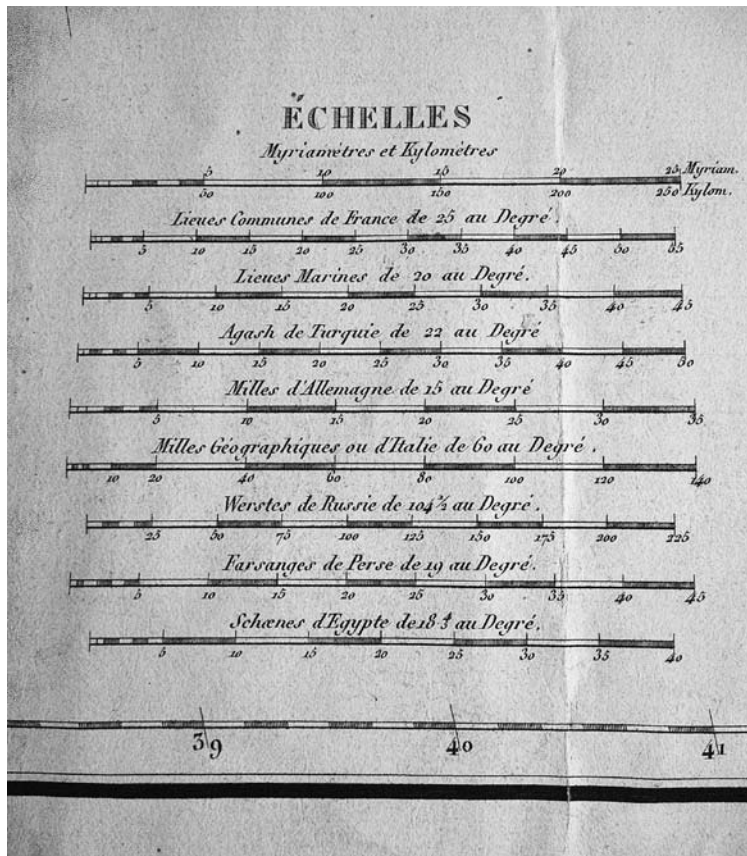 ÉCHELLES
Myriamètres et Kylomètres
5 10 15 20 25 Myriam.
50 100 150 200 250 Kylom.
Lieues Communes de France de 25 au Degré.
5 10 15 20 25 30 35 40 45 50 55
Lieues Marines de 20 au Degré.
5 10 15 20 25 30 35 40 45
Agash de Turquie de 22 au Degré
5 10 15 20 25 30 35 40 45 50
Milles d'Allemagne de 15 au Degré
5 10 15 20 25 30 35
Milles Géographiques ou d'Italie de 60 au Degré.
10 20 40 60 80 100 120 140
Werstes de Russie de 104 ½ au Degré.
25 50 75 100 125 150 175 200 225
Farsanges de Perse de 19 au Degré.
5 10 15 20 25 30 35 40 45
Schœnes d'Egypte de 18 au Degré.
5 10 15 20 25 30 35 40
39 40 41